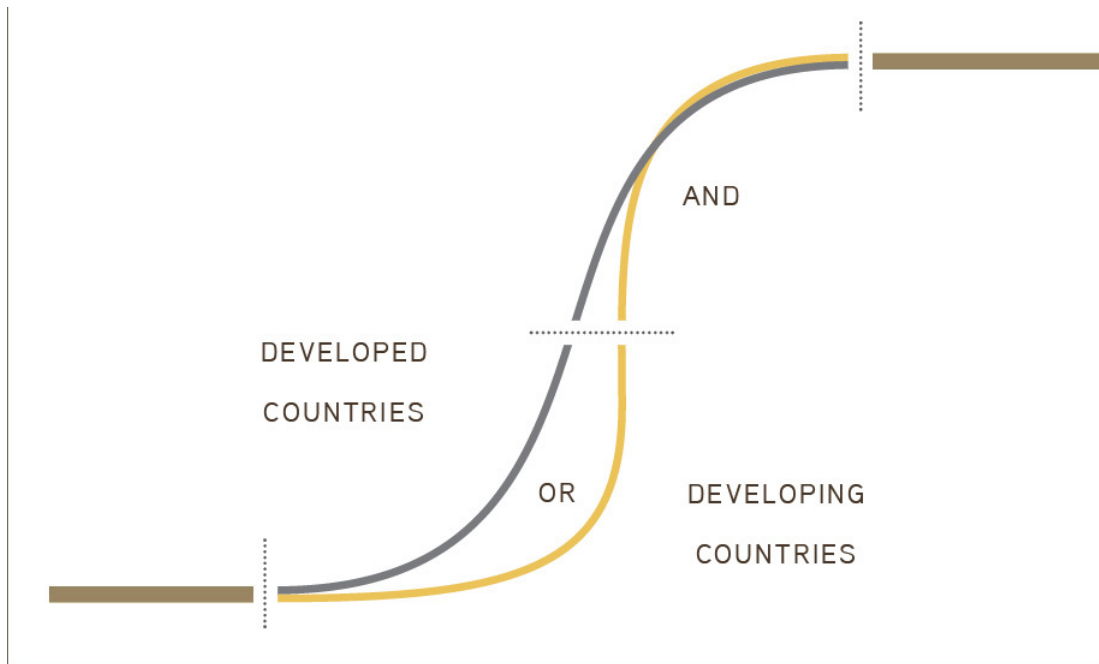 AND
DEVELOPED
COUNTRIES
OR
DEVELOPING
COUNTRIES